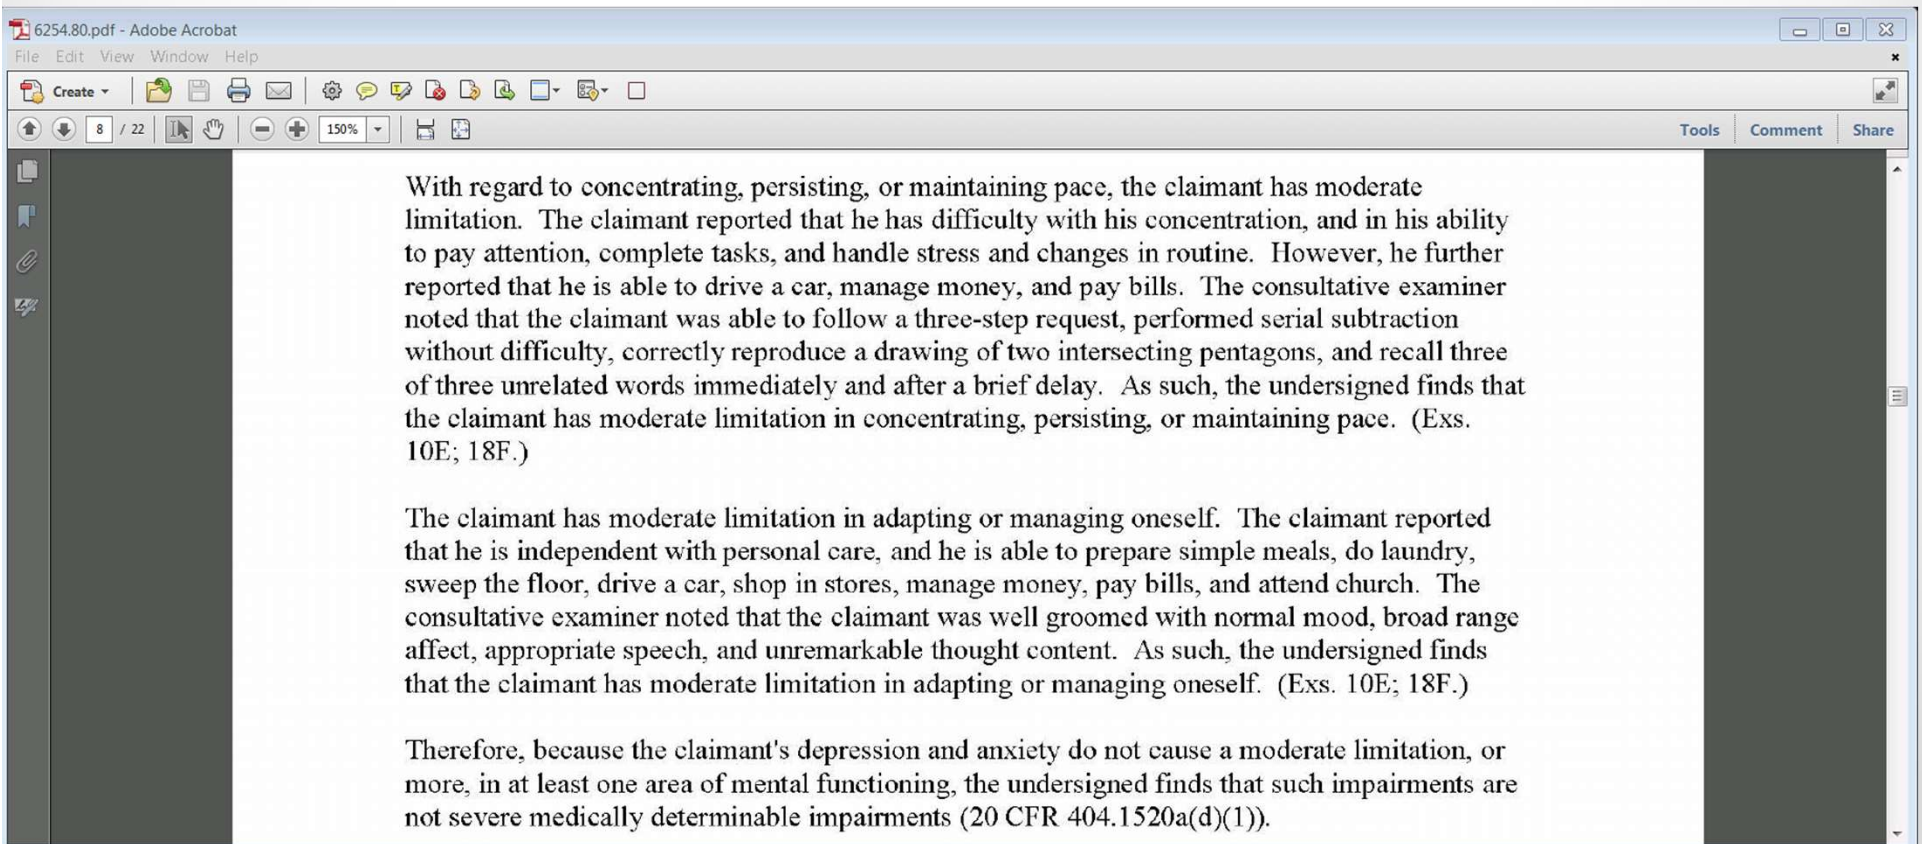 6254.80.pdf - Adobe Acrobat
File Edit View Window Help
Create
8 / 22 150% Tools Comment Share
With regard to concentrating, persisting, or maintaining pace, the claimant has moderate
limitation. The claimant reported that he has difficulty with his concentration, and in his ability
to pay attention, complete tasks, and handle stress and changes in routine. However, he further
reported that he is able to drive a car, manage money, and pay bills. The consultative examiner
noted that the claimant was able to follow a three-step request, performed serial subtraction
without difficulty, correctly reproduce a drawing of two intersecting pentagons, and recall three
of three unrelated words immediately and after a brief delay. As such, the undersigned finds that
the claimant has moderate limitation in concentrating, persisting, or maintaining pace. (Exs.
10E; 18F.)
The claimant has moderate limitation in adapting or managing oneself. The claimant reported
that he is independent with personal care, and he is able to prepare simple meals, do laundry,
sweep the floor, drive a car, shop in stores, manage money, pay bills, and attend church. The
consultative examiner noted that the claimant was well groomed with normal mood, broad range
affect, appropriate speech, and unremarkable thought content. As such, the undersigned finds
that the claimant has moderate limitation in adapting or managing oneself. (Exs. 10E; 18F.)
Therefore, because the claimant's depression and anxiety do not cause a moderate limitation, or
more, in at least one area of mental functioning, the undersigned finds that such impairments are
not severe medically determinable impairments (20 CFR 404.1520a(d)(1)).